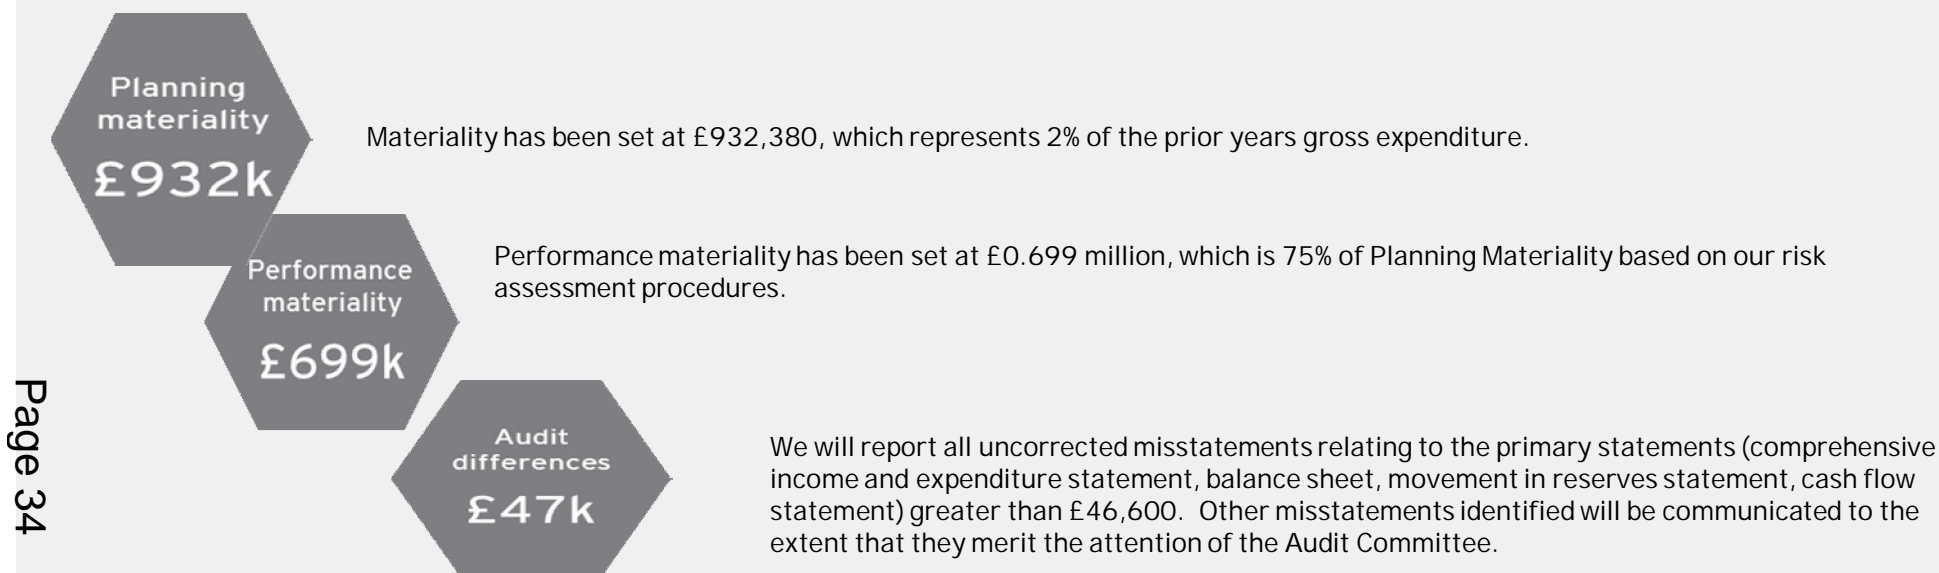 Planning
materiality
£932k
Materiality has been set at £932,380, which represents 2% of the prior years gross expenditure.
Performance
materiality
£699k
Performance materiality has been set at £0.699 million, which is 75% of Planning Materiality based on our risk
assessment procedures.
Audit
differences
£47k
We will report all uncorrected misstatements relating to the primary statements (comprehensive
income and expenditure statement, balance sheet, movement in reserves statement, cash flow
statement) greater than £46,600.  Other misstatements identified will be communicated to the
extent that they merit the attention of the Audit Committee.
Page 34